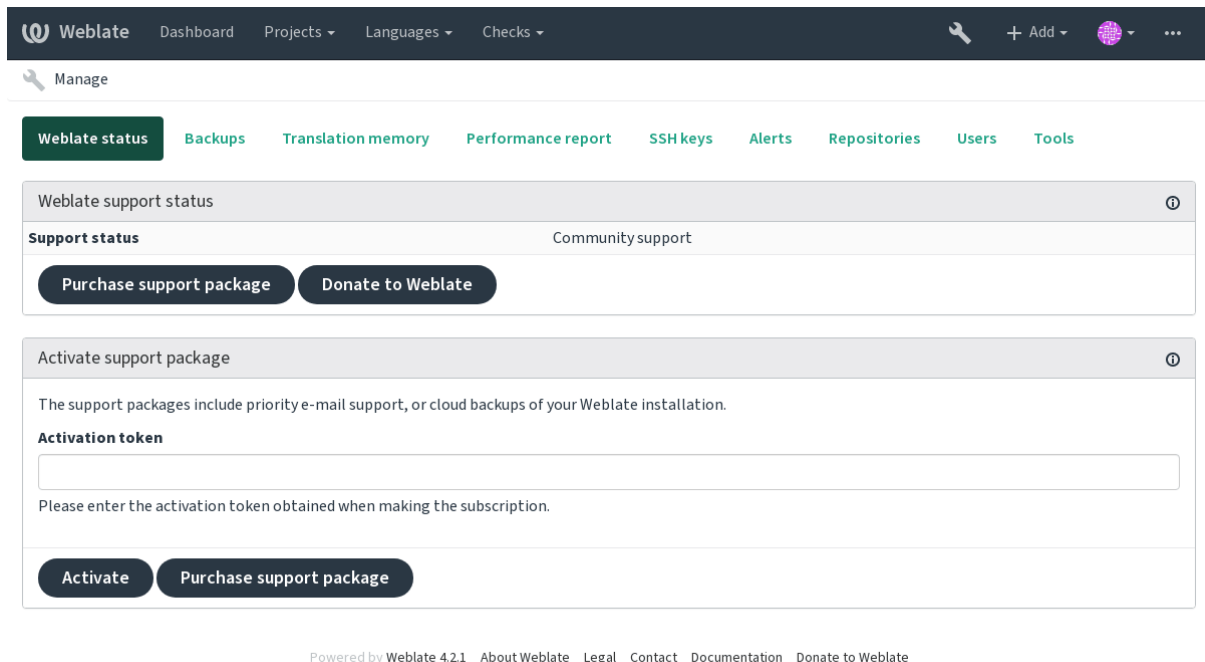 Weblate Dashboard Projects Languages Checks Add
Manage
Weblate status Backups Translation memory Performance report SSH keys Alerts Repositories Users Tools
Weblate support status
Support status Community support
Purchase support package Donate to Weblate
Activate support package
The support packages include priority e-mail support, or cloud backups of your Weblate installation.
Activation token
Please enter the activation token obtained when making the subscription.
Activate Purchase support package
Powered by Weblate 4.2.1 About Weblate Legal Contact Documentation Donate to Weblate